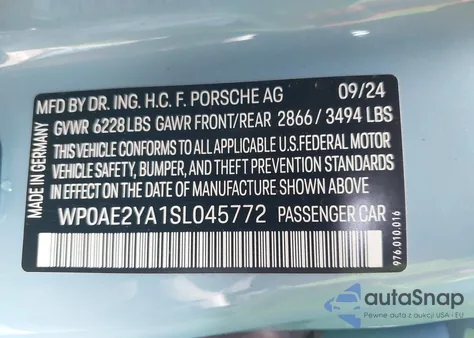 MFD BY DR. ING. H.C. F. PORSCHE AG 09/24
GVWR 6228 LBS GAWR FRONT/REAR 2866 / 3494 LBS
THIS VEHICLE CONFORMS TO ALL APPLICABLE U.S. FEDERAL MOTOR
VEHICLE SAFETY, BUMPER, AND THEFT PREVENTION STANDARDS
IN EFFECT ON THE DATE OF MANUFACTURE SHOWN ABOVE
WP0AE2YA1SL045772 PASSENGER CAR
MADE IN GERMANY
976.010.016
autoSnap
Pewne auta z aukcji USA i EU